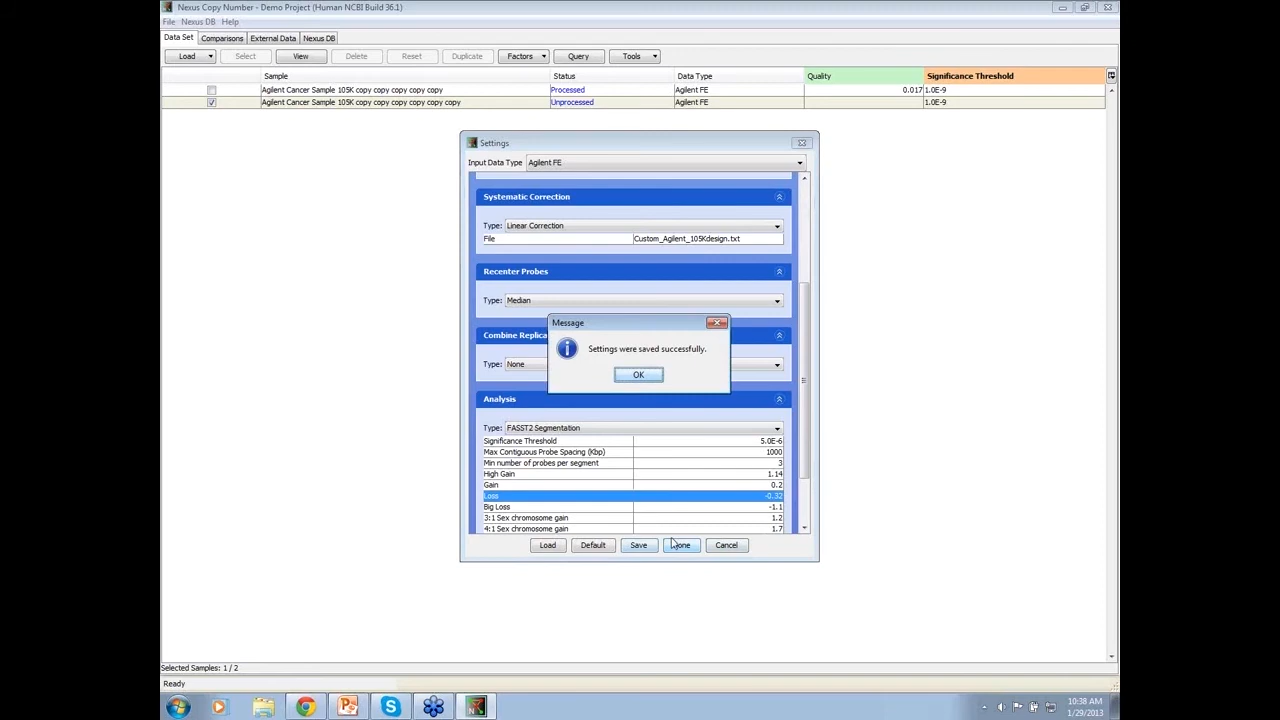 Nexus Copy Number - Demo Project (Human NCBI Build 36.1)
File Nexus DB Help
Data Set Comparisons External Data Nexus DB
Load Select View Delete Reset Duplicate Factors Query Tools
Sample Status Data Type Quality Significance Threshold
Agilent Cancer Sample 105K copy copy copy copy copy Processed Agilent FE 0.017 1.0E-9
Agilent Cancer Sample 105K copy copy copy copy copy copy Unprocessed Agilent FE 1.0E-9
Settings
Input Data Type Agilent FE
Systematic Correction
Type: Linear Correction
File Custom_Agilent_105Kdesign.txt
Recenter Probes
Type: Median
Message
Combine Replica
Settings were saved successfully.
Type: None
OK
Analysis
Type: FASST2 Segmentation
Significance Threshold 5.0E-6
Max Contiguous Probe Spacing (Kbp) 1000
Min number of probes per segment 3
High Gain 1.14
Gain 0.2
Loss -0.32
Big Loss -1.1
3:1 Sex chromosome gain 1.2
4:1 Sex chromosome gain 1.7
Load Default Save Done Cancel
Selected Samples: 1 / 2
Ready
10:38 AM
1/29/2013